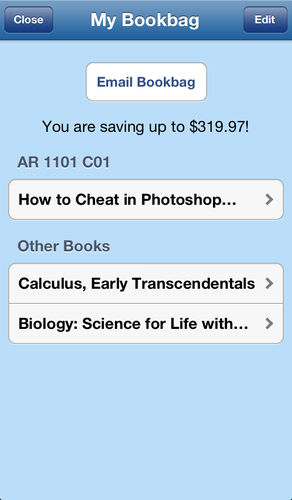 Close My Bookbag Edit
Email Bookbag
You are saving up to $319.97!
AR 1101 C01
How to Cheat in Photoshop...
Other Books
Calculus, Early Transcendentals
Biology: Science for Life with...